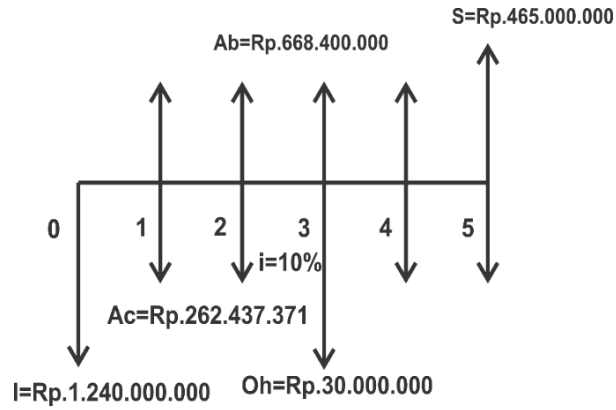 S=Rp.465.000.000
Ab=Rp.668.400.000
0 1 2 3 4 5
i=10%
Ac=Rp.262.437.371
I=Rp.1.240.000.000 Oh=Rp.30.000.000